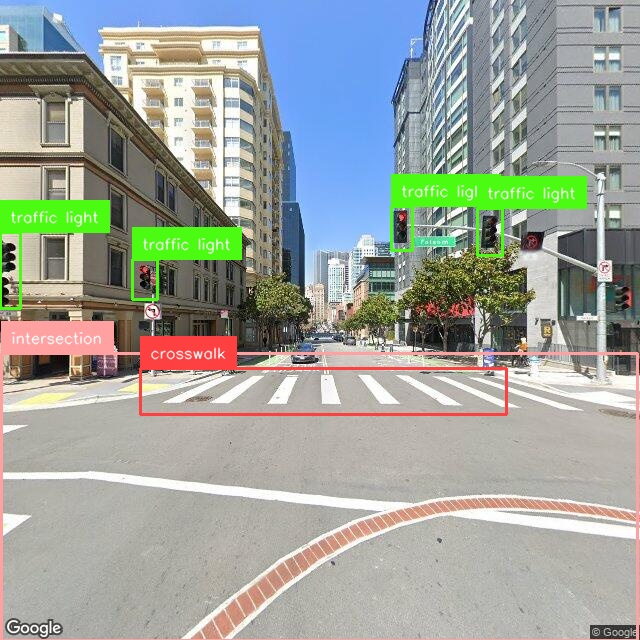 traffic light
traffic light
traffic light
traffic ligl
Folsom
intersection
crosswalk
R
Google
© Google